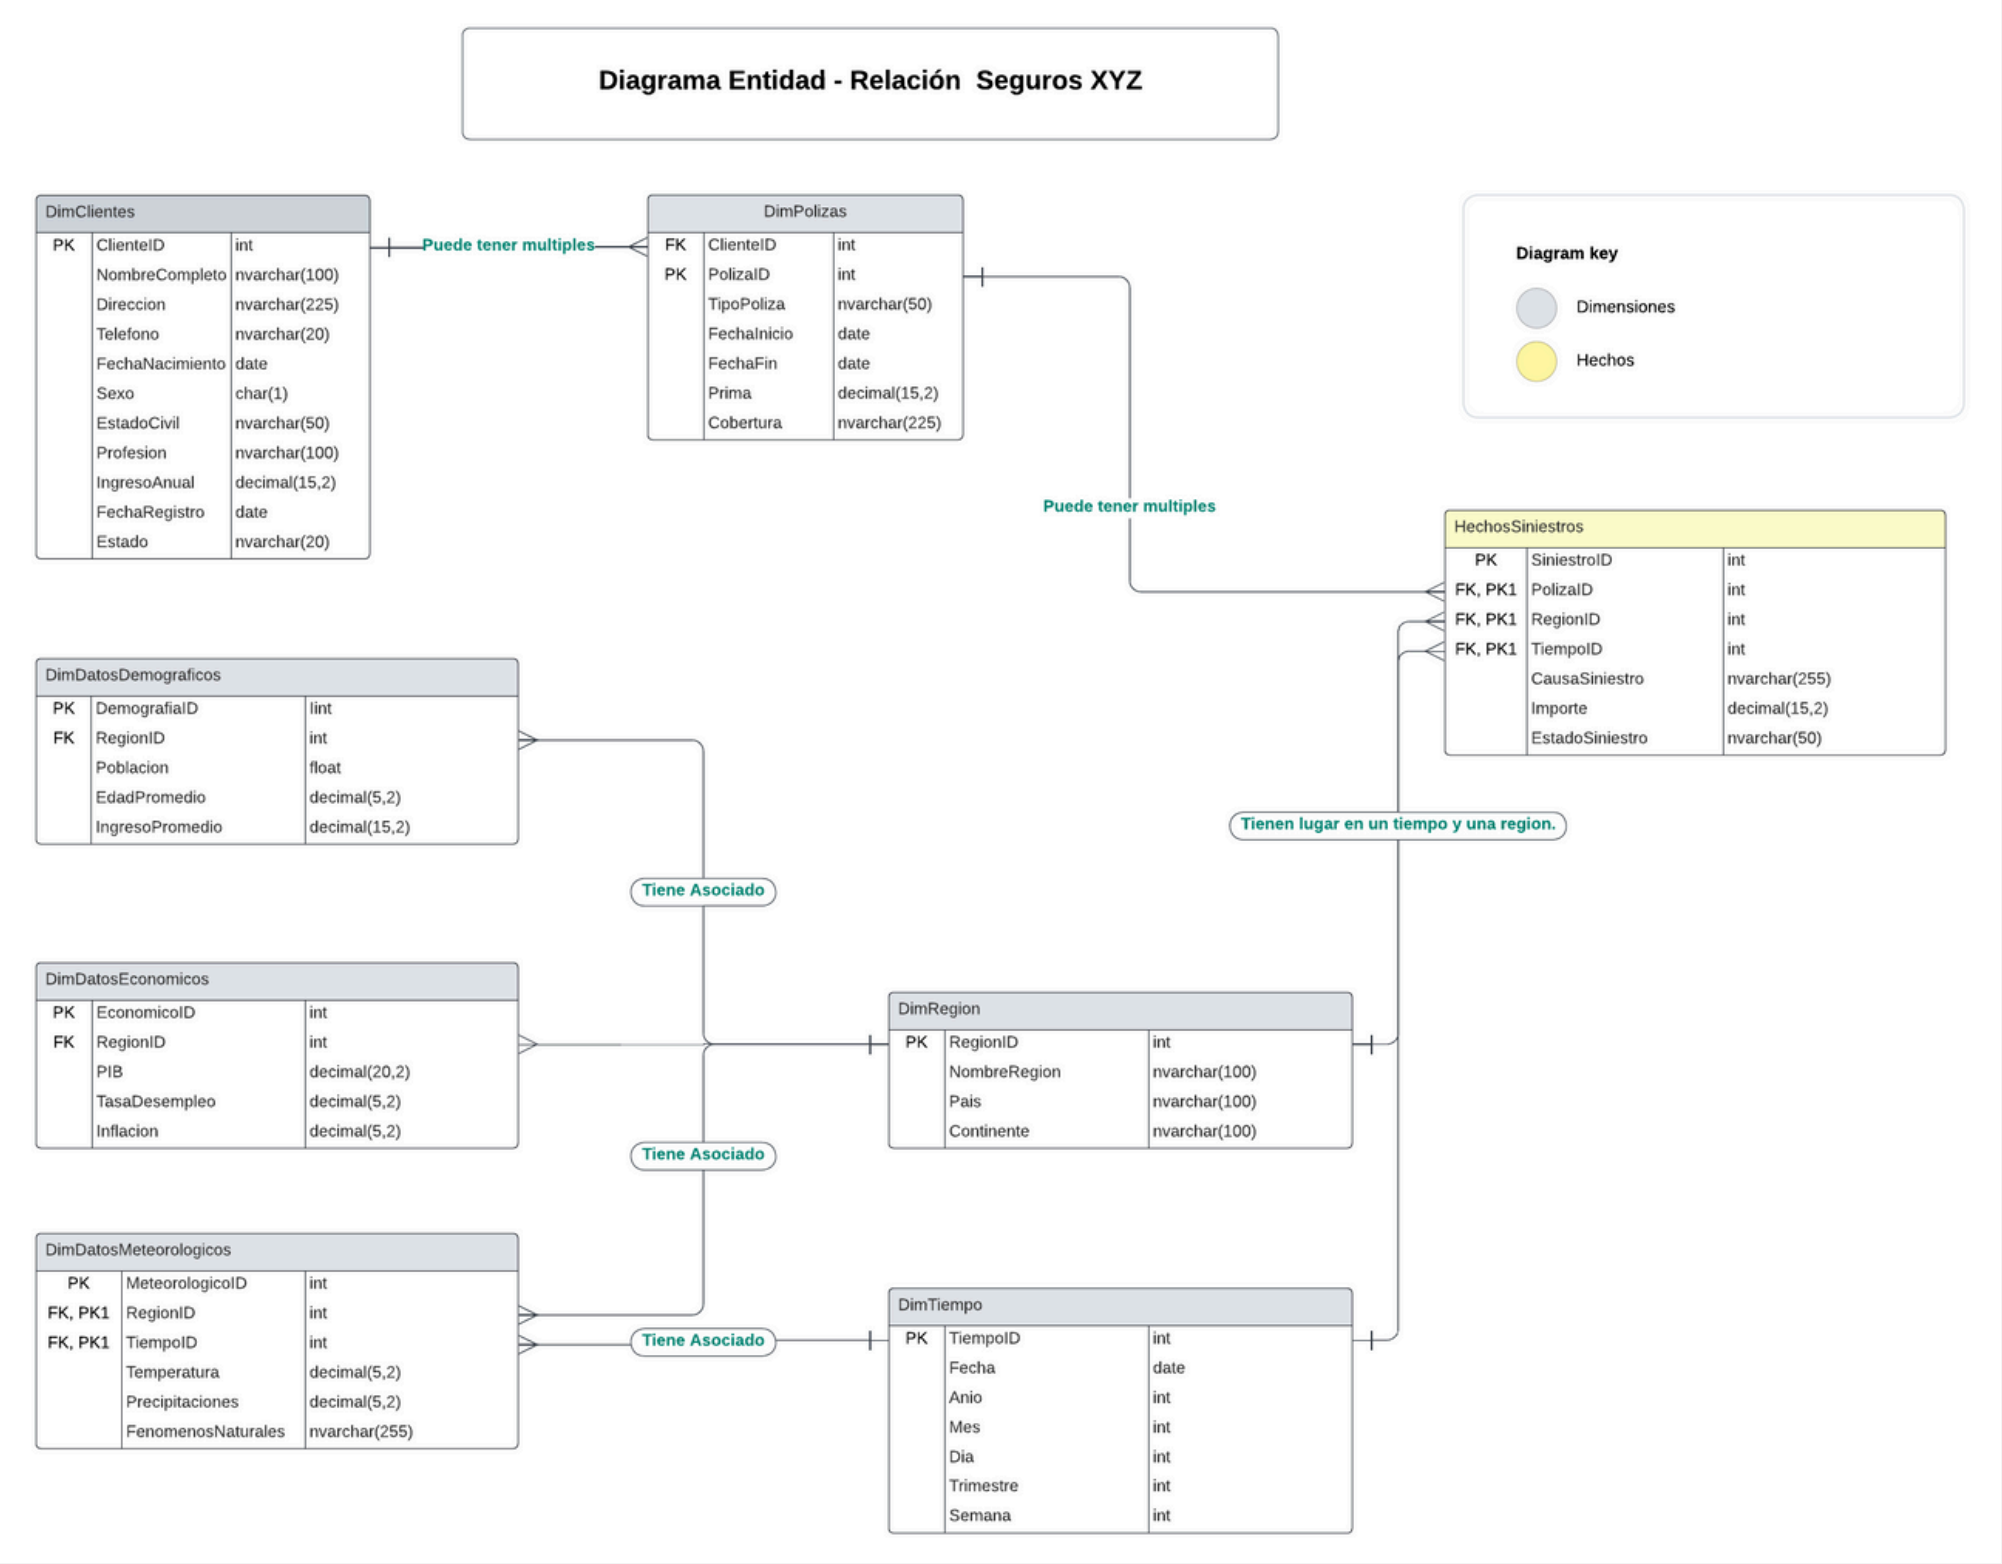 Diagrama Entidad - Relación  Seguros XYZ
DimClientes
PK ClienteID int
NombreCompleto nvarchar(100)
Direccion nvarchar(225)
Telefono nvarchar(20)
FechaNacimiento date
Sexo char(1)
EstadoCivil nvarchar(50)
Profesion nvarchar(100)
IngresoAnual decimal(15,2)
FechaRegistro date
Estado nvarchar(20)
Puede tener multiples
DimPolizas
FK ClienteID int
PK PolizaID int
TipoPoliza nvarchar(50)
FechaInicio date
FechaFin date
Prima decimal(15,2)
Cobertura nvarchar(225)
Diagram key
Dimensiones
Hechos
Puede tener multiples
HechosSiniestros
PK SiniestroID int
FK, PK1 PolizaID int
FK, PK1 RegionID int
FK, PK1 TiempoID int
CausaSiniestro nvarchar(255)
Importe decimal(15,2)
EstadoSiniestro nvarchar(50)
DimDatosDemograficos
PK DemografiaID Iint
FK RegionID int
Poblacion float
EdadPromedio decimal(5,2)
IngresoPromedio decimal(15,2)
Tienen lugar en un tiempo y una region.
Tiene Asociado
DimDatosEconomicos
PK EconomicoID int
FK RegionID int
PIB decimal(20,2)
TasaDesempleo decimal(5,2)
Inflacion decimal(5,2)
DimRegion
PK RegionID int
NombreRegion nvarchar(100)
Pais nvarchar(100)
Continente nvarchar(100)
Tiene Asociado
DimDatosMeteorologicos
PK MeteorologicoID int
FK, PK1 RegionID int
FK, PK1 TiempoID int
Temperatura decimal(5,2)
Precipitaciones decimal(5,2)
FenomenosNaturales nvarchar(255)
Tiene Asociado
DimTiempo
PK TiempoID int
Fecha date
Anio int
Mes int
Dia int
Trimestre int
Semana int